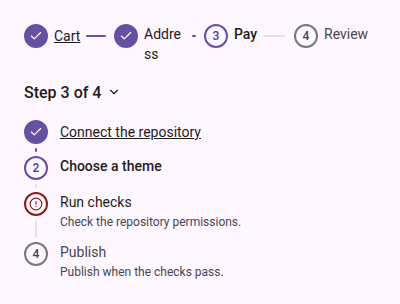 Cart Addre 3 Pay 4 Review
ss
Step 3 of 4
Connect the repository
2 Choose a theme
Run checks
Check the repository permissions.
4 Publish
Publish when the checks pass.